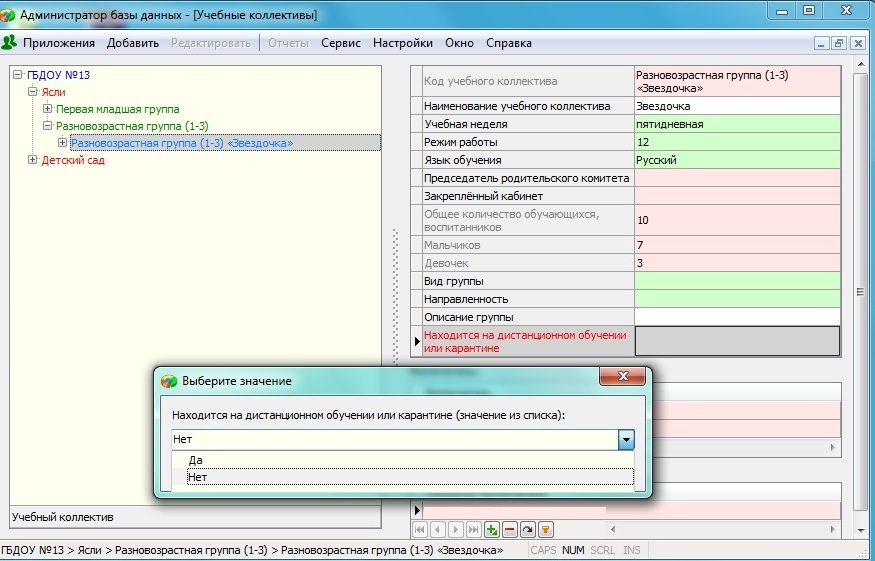 Администратор базы данных - [Учебные коллективы]
Приложения Добавить Редактировать Отчеты Сервис Настройки Окно Справка
ГБДОУ №13
Ясли
Первая младшая группа
Разновозрастная группа (1-3)
Разновозрастная группа (1-3) «Звездочка»
Детский сад
Код учебного коллектива Разновозрастная группа (1-3) «Звездочка»
Наименование учебного коллектива Звездочка
Учебная неделя пятидневная
Режим работы 12
Язык обучения Русский
Председатель родительского комитета
Закреплённый кабинет
Общее количество обучающихся, воспитанников 10
Мальчиков 7
Девочек 3
Вид группы
Направленность
Описание группы
Находится на дистанционном обучении или карантине
Выберите значение
Находится на дистанционном обучении или карантине (значение из списка):
Нет
Да
Нет
Учебный коллектив
ГБДОУ №13 > Ясли > Разновозрастная группа (1-3) > Разновозрастная группа (1-3) «Звездочка» CAPS NUM SCRL INS